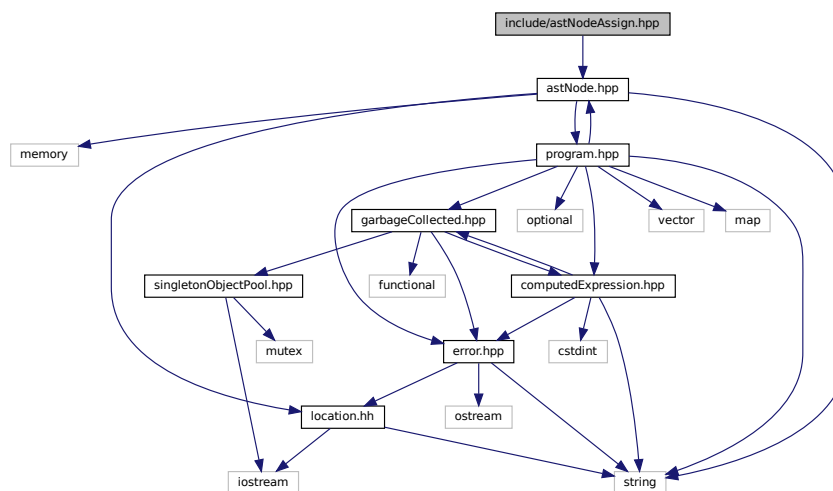 include/astNodeAssign.hpp
astNode.hpp
memory
program.hpp
garbageCollected.hpp
optional
vector
map
singletonObjectPool.hpp
functional
computedExpression.hpp
mutex
error.hpp
cstdint
location.hh
ostream
iostream
string